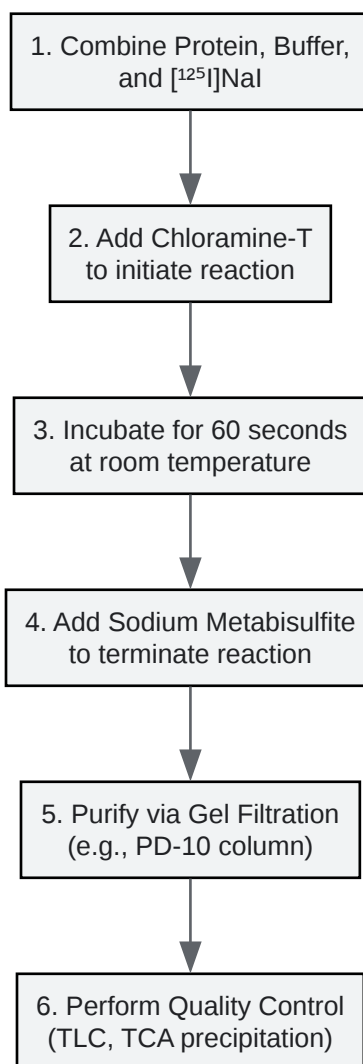 1. Combine Protein, Buffer,
and [¹²⁵I]NaI
2. Add Chloramine-T
to initiate reaction
3. Incubate for 60 seconds
at room temperature
4. Add Sodium Metabisulfite
to terminate reaction
5. Purify via Gel Filtration
(e.g., PD-10 column)
6. Perform Quality Control
(TLC, TCA precipitation)